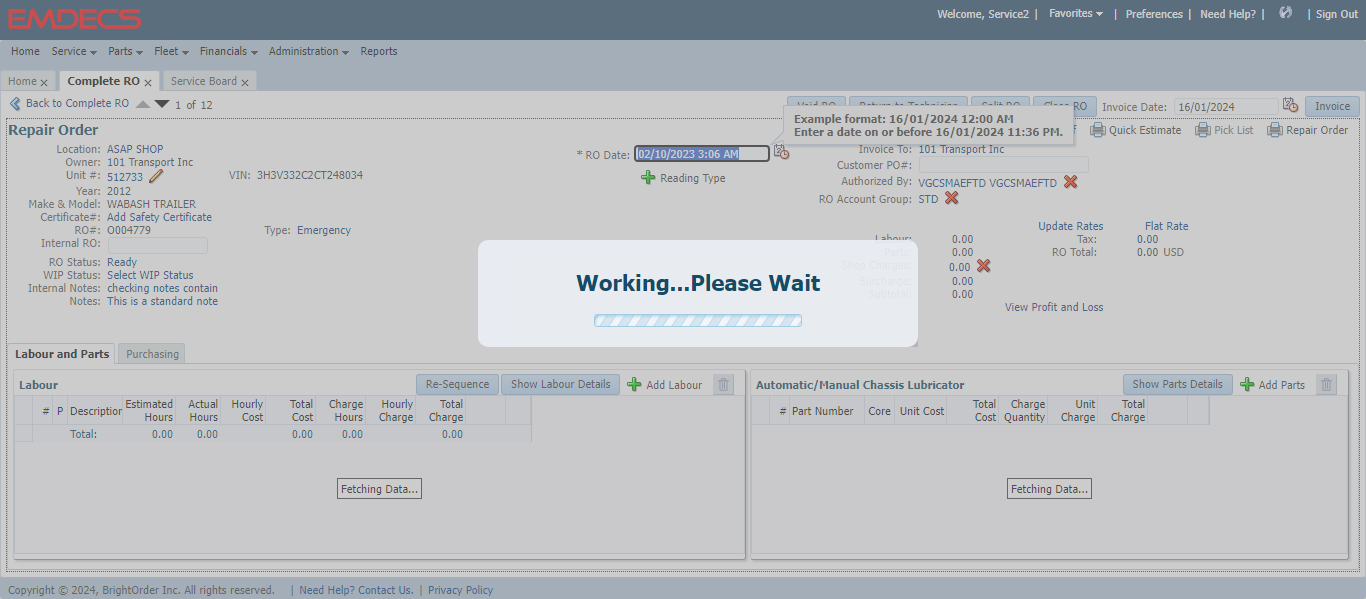 EMDECS
Welcome, Service2 | Favorites | Preferences | Need Help? | | Sign Out
Home Service Parts Fleet Financials Administration Reports
Home Complete RO Service Board
Back to Complete RO 1 of 12
Void RO Return to Technician Split RO Close RO Invoice Date: 16/01/2024 Invoice
Example format: 16/01/2024 12:00 AM
Enter a date on or before 16/01/2024 11:36 PM.
Quick Estimate Pick List Repair Order
Repair Order
Location: ASAP SHOP
Owner: 101 Transport Inc
Unit #: 512733
VIN: 3H3V332C2CT248034
Year: 2012
Make & Model: WABASH TRAILER
Certificate#: Add Safety Certificate
RO#: O004779
Type: Emergency
Internal RO:
RO Status: Ready
WIP Status: Select WIP Status
Internal Notes: checking notes contain
Notes: This is a standard note
* RO Date: 02/10/2023 3:06 AM
Reading Type
Invoice To: 101 Transport Inc
Customer PO#:
Authorized By: VGCSMAEFTD VGCSMAEFTD
RO Account Group: STD
Update Rates Flat Rate
Labour: 0.00 Tax: 0.00
Parts: 0.00 RO Total: 0.00 USD
Shop Charges: 0.00
Surcharge: 0.00
Subtotal: 0.00
View Profit and Loss
Working...Please Wait
Labour and Parts Purchasing
Labour Re-Sequence Show Labour Details Add Labour
# P Description Estimated Hours Actual Hours Hourly Cost Total Cost Charge Hours Hourly Charge Total Charge
Total: 0.00 0.00 0.00 0.00 0.00
Fetching Data...
Automatic/Manual Chassis Lubricator Show Parts Details Add Parts
# Part Number Core Unit Cost Total Cost Charge Quantity Unit Charge Total Charge
Fetching Data...
Copyright © 2024, BrightOrder Inc. All rights reserved. | Need Help? Contact Us. | Privacy Policy